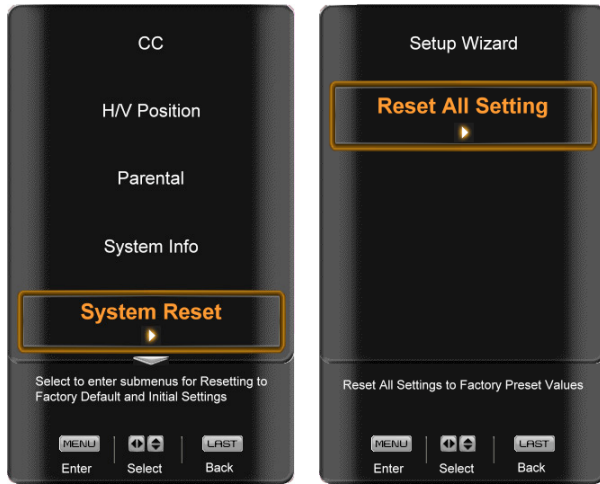 CC
H/V Position
Parental
System Info
System Reset
Select to enter submenus for Resetting to
Factory Default and Initial Settings
MENU LAST
Enter Select Back
Setup Wizard
Reset All Setting
Reset All Settings to Factory Preset Values
MENU LAST
Enter Select Back